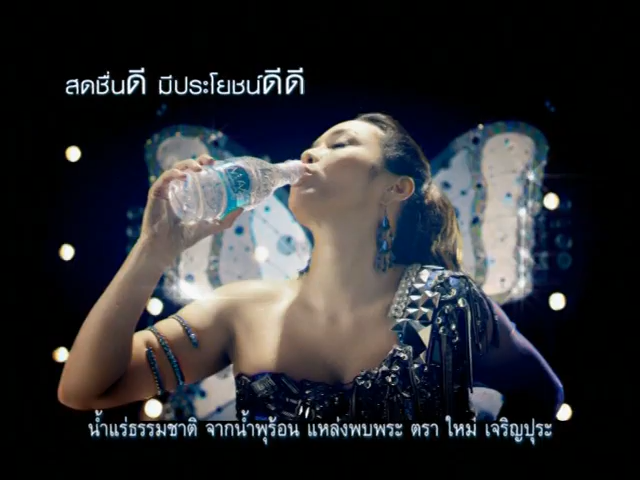 สดชื่นดี มีประโยชน์ดีดี
MAI
น้ำแร่ธรรมชาติ จากน้ำพุร้อน แหล่งพบพระ ตรา ใหม่ เจริญปุระ